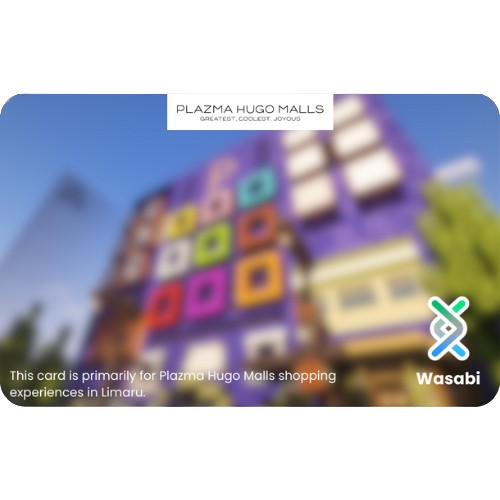 PLAZMA HUGO MALLS
GREATEST, COOLEST, JOYOUS
This card is primarily for Plazma Hugo Malls shopping
experiences in Limaru.
Wasabi